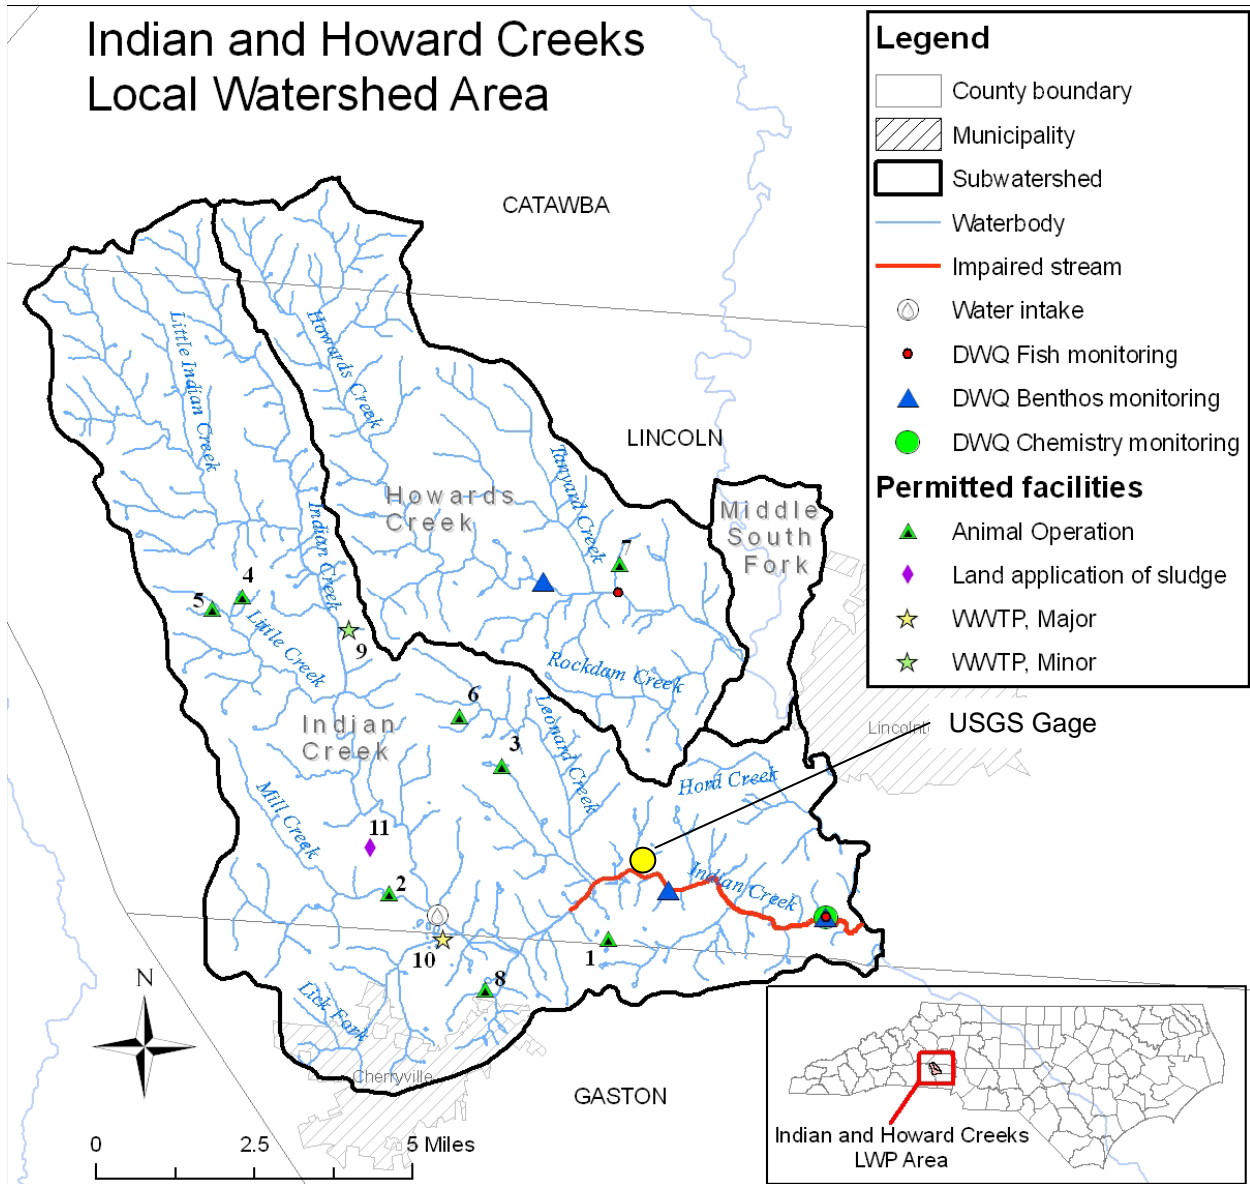 Indian and Howard Creeks
Local Watershed Area
Legend
County boundary
Municipality
Subwatershed
Waterbody
Impaired stream
Water intake
DWQ Fish monitoring
DWQ Benthos monitoring
DWQ Chemistry monitoring
Permitted facilities
Animal Operation
Land application of sludge
WWTP, Major
WWTP, Minor
CATAWBA
Little Indian Creek
Howards Creek
LINCOLN
Tanyard Creek
Howards
Creek
Middle
South
Fork
Indian Creek
7
4
5
Little Creek
9
Rockdam Creek
6
Leonard Creek
Indian
Creek
USGS Gage
3
Hord Creek
Mill Creek
11
Indian Creek
2
10
1
8
N
Lick Fork
Cherryville
GASTON
0
2.5
5 Miles
Indian and Howard Creeks
LWP Area